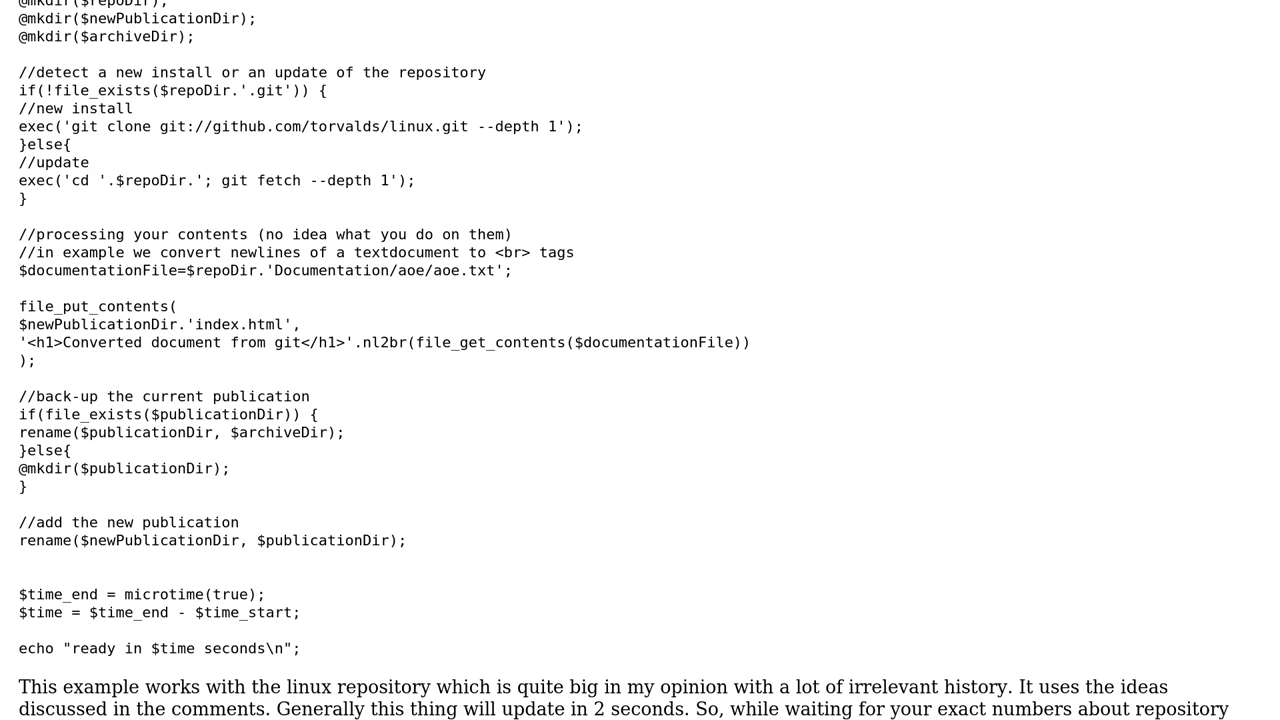 @mkdir($repoDir);
@mkdir($newPublicationDir);
@mkdir($archiveDir);
//detect a new install or an update of the repository
if(!file_exists($repoDir.'.git')) {
//new install
exec('git clone git://github.com/torvalds/linux.git --depth 1');
}else{
//update
exec('cd '.$repoDir.'; git fetch --depth 1');
}
//processing your contents (no idea what you do on them)
//in example we convert newlines of a textdocument to <br> tags
$documentationFile=$repoDir.'Documentation/aoe/aoe.txt';
file_put_contents(
$newPublicationDir.'index.html',
'<h1>Converted document from git</h1>'.nl2br(file_get_contents($documentationFile))
);
//back-up the current publication
if(file_exists($publicationDir)) {
rename($publicationDir, $archiveDir);
}else{
@mkdir($publicationDir);
}
//add the new publication
rename($newPublicationDir, $publicationDir);
$time_end = microtime(true);
$time = $time_end - $time_start;
echo "ready in $time seconds\n";
This example works with the linux repository which is quite big in my opinion with a lot of irrelevant history. It uses the ideas
discussed in the comments. Generally this thing will update in 2 seconds. So, while waiting for your exact numbers about repository